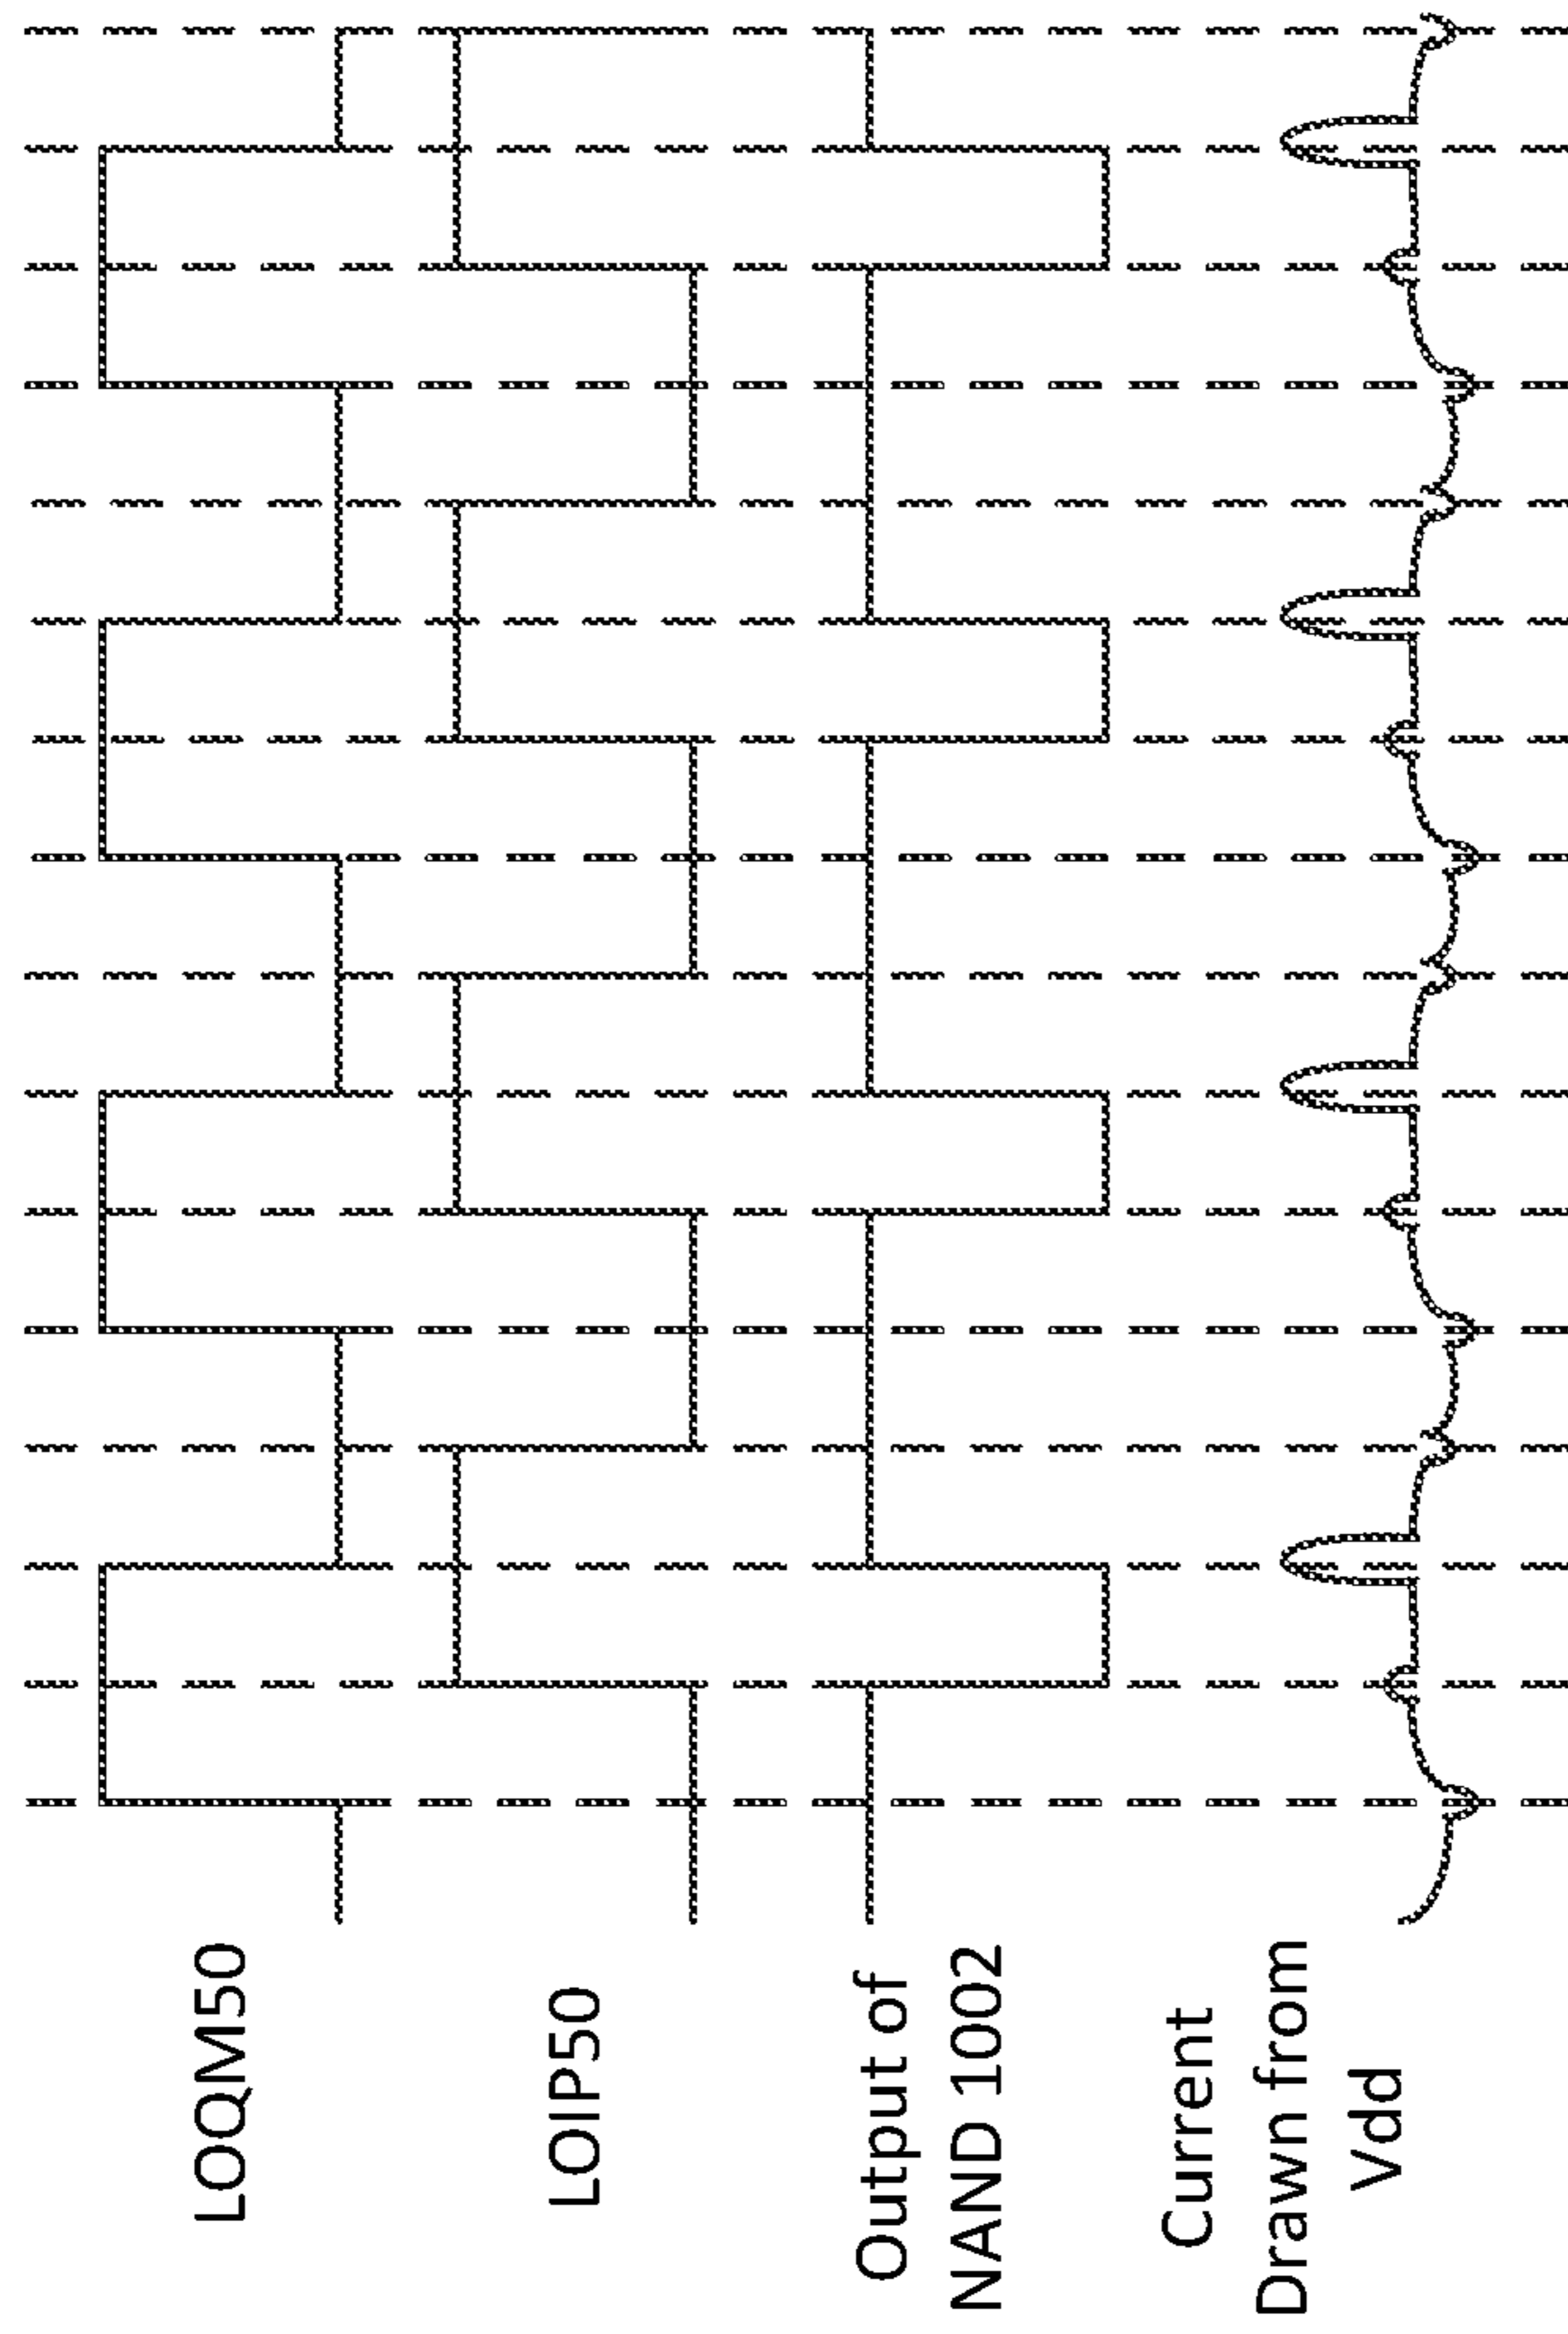 LOQM50
LOIP50
Output of
NAND 1002
Current
Drawn from
Vdd